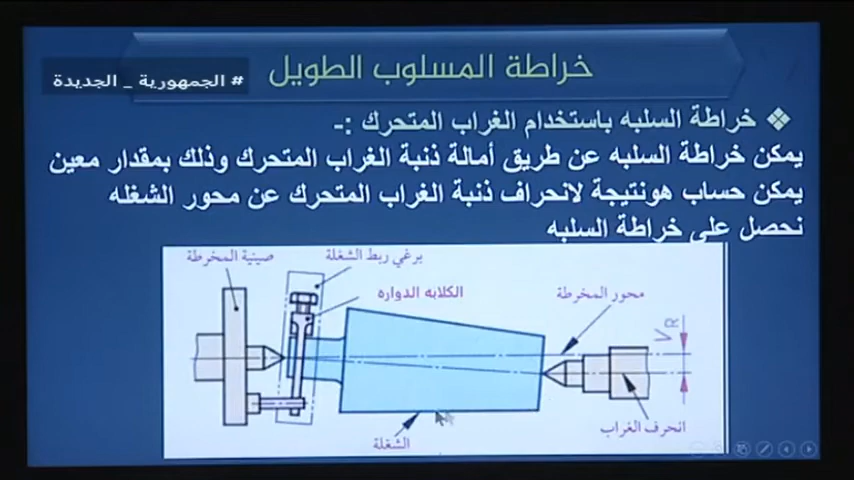 خراطة المسلوب الطويل
# الجمهورية _ الجديدة
❖ خراطة السلبه باستخدام الغراب المتحرك :-
يمكن خراطة السلبه عن طريق أمالة ذنبة الغراب المتحرك وذلك بمقدار معين
يمكن حساب هونتيجة لانحراف ذنبة الغراب المتحرك عن محور الشغله
نحصل على خراطة السلبه
صينية المخرطة
برغي ربط الشغلة
الكلابه الدواره
محور المخرطة
VR
انحرف الغراب
الشغلة